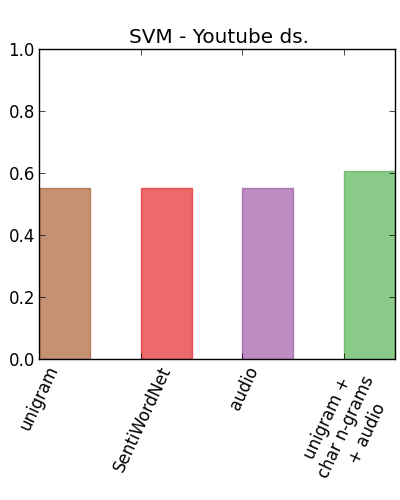 SVM - Youtube ds.
1.0
0.8
0.6
0.4
0.2
0.0
unigram
SentiWordNet
audio
unigram +
char n-grams
+ audio